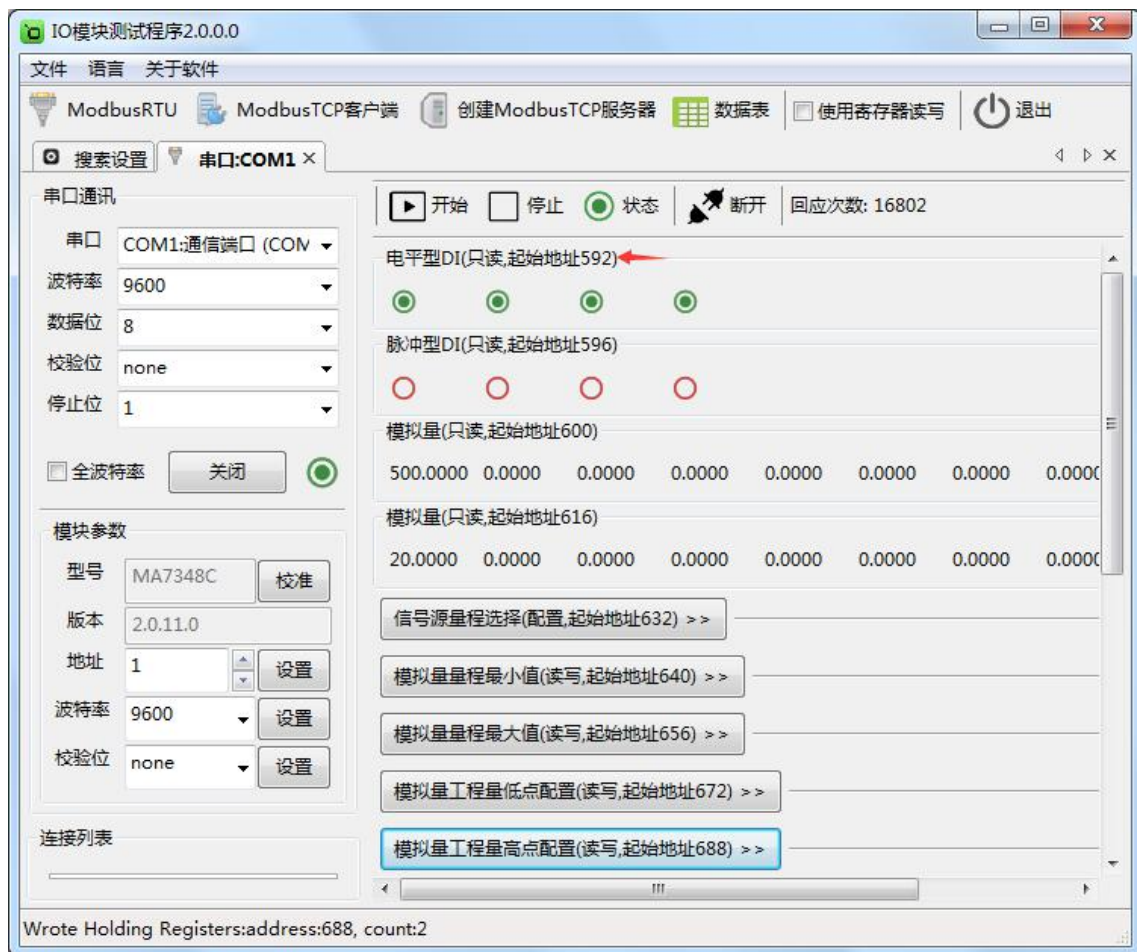 IO模块测试程序2.0.0.0
文件 语言 关于软件
ModbusRTU ModbusTCP客户端 创建ModbusTCP服务器 数据表 使用寄存器读写 退出
搜索设置 串口:COM1
串口通讯
串口 COM1:通信端口 (COM
波特率 9600
数据位 8
校验位 none
停止位 1
全波特率 关闭
模块参数
型号 MA7348C 校准
版本 2.0.11.0
地址 1 设置
波特率 9600 设置
校验位 none 设置
连接列表
开始 停止 状态 断开 回应次数: 16802
电平型DI(只读,起始地址592)
脉冲型DI(只读,起始地址596)
模拟量(只读,起始地址600)
500.0000 0.0000 0.0000 0.0000 0.0000 0.0000 0.0000 0.000
模拟量(只读,起始地址616)
20.0000 0.0000 0.0000 0.0000 0.0000 0.0000 0.0000 0.000
信号源量程选择(配置,起始地址632) >>
模拟量量程最小值(读写,起始地址640) >>
模拟量量程最大值(读写,起始地址656) >>
模拟量工程量低点配置(读写,起始地址672) >>
模拟量工程量高点配置(读写,起始地址688) >>
Wrote Holding Registers:address:688, count:2